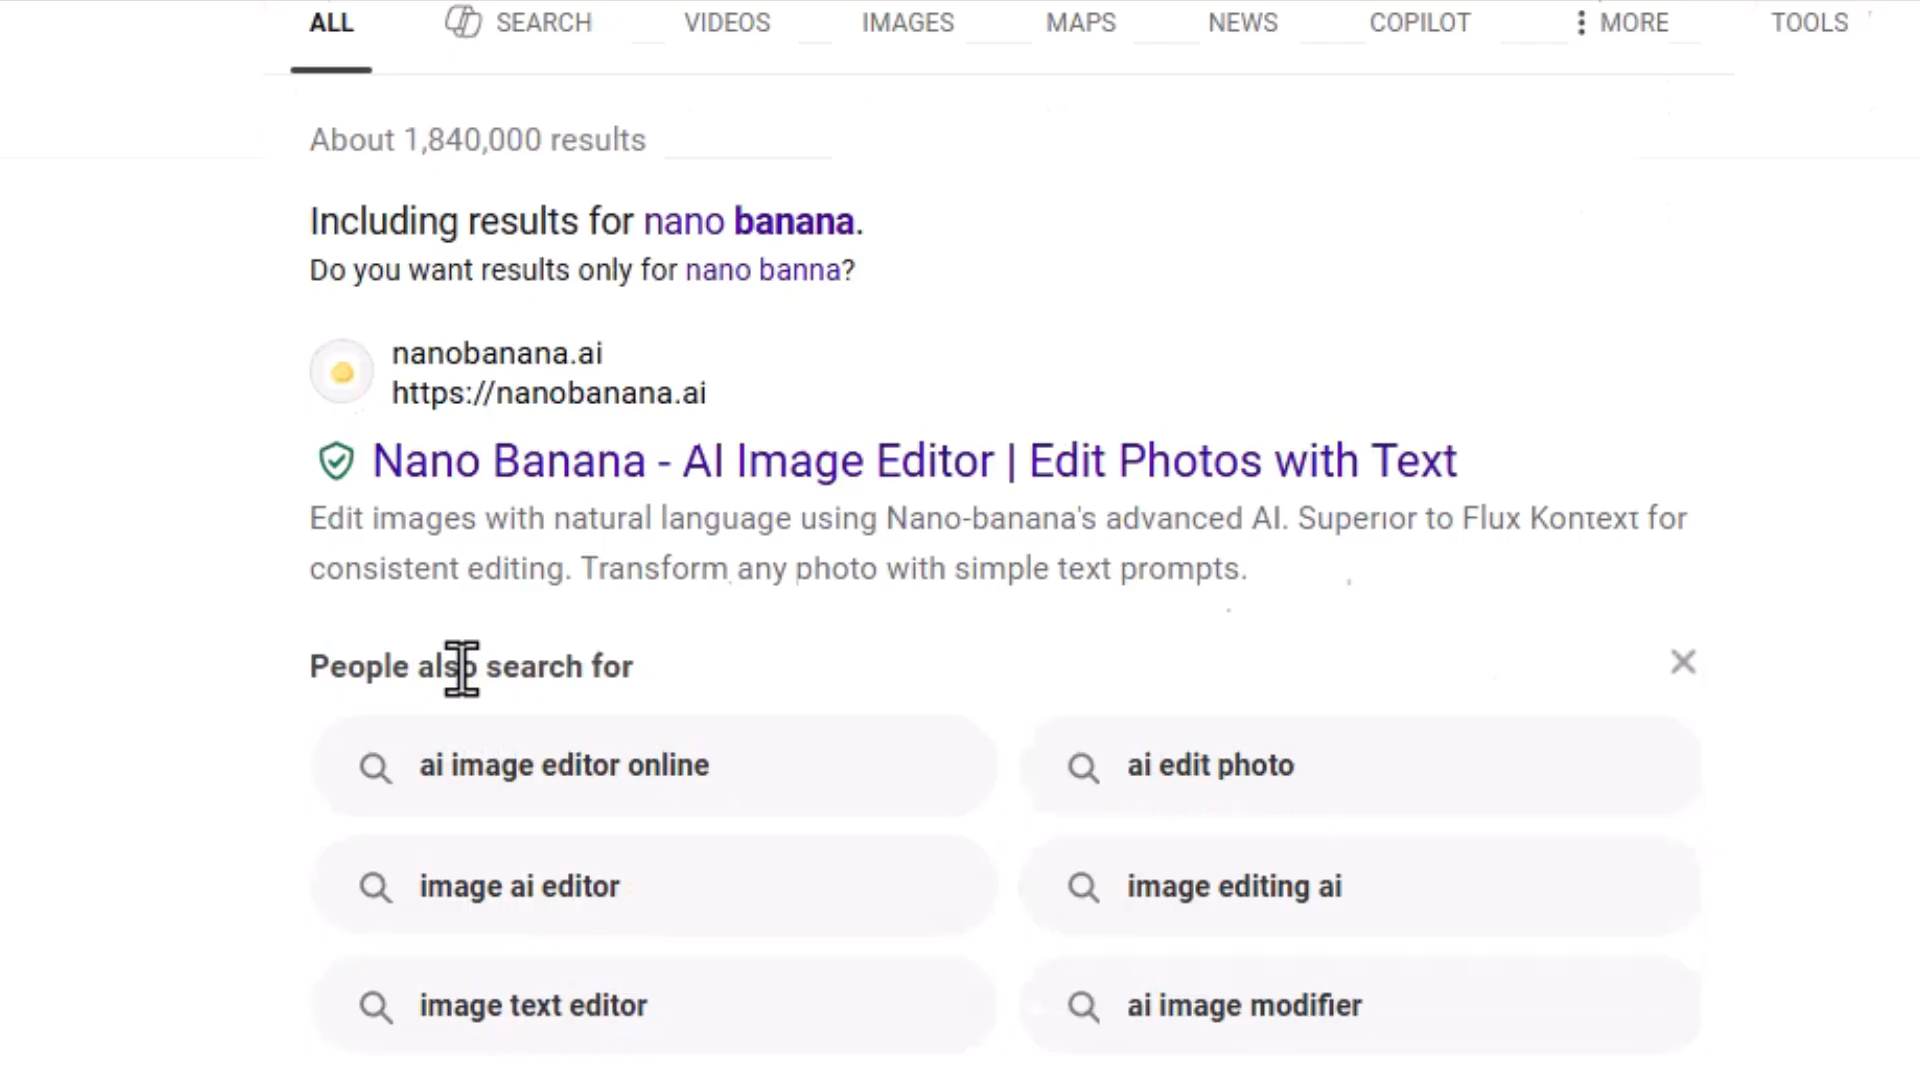 ALL SEARCH VIDEOS IMAGES MAPS NEWS COPILOT MORE TOOLS
About 1,840,000 results
Including results for nano banana.
Do you want results only for nano banna?
nanobanana.ai
https://nanobanana.ai
Nano Banana - AI Image Editor | Edit Photos with Text
Edit images with natural language using Nano-banana's advanced AI. Superior to Flux Kontext for
consistent editing. Transform any photo with simple text prompts.
People also search for
ai image editor online
ai edit photo
image ai editor
image editing ai
image text editor
ai image modifier